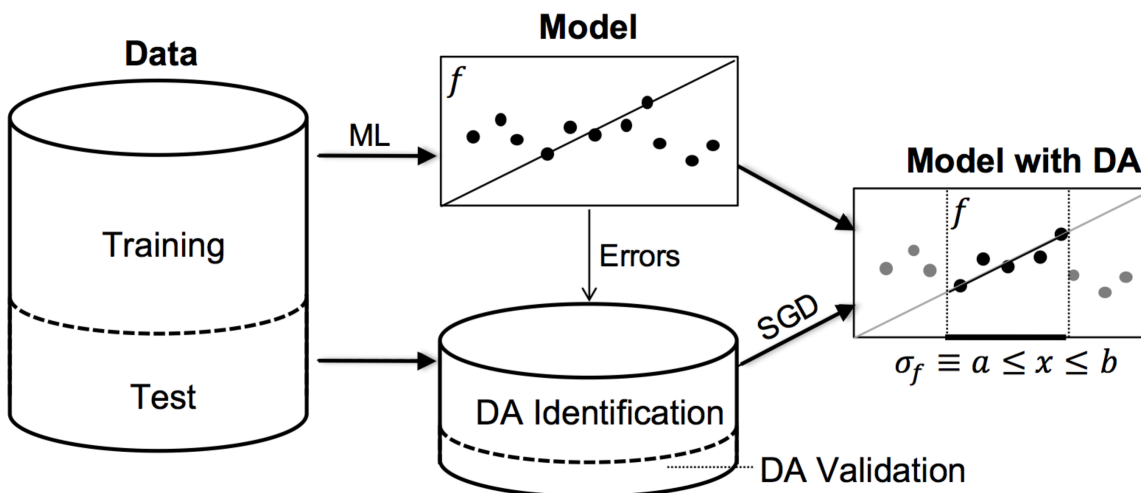 Data
Training
Test
ML
Model
f
Errors
DA Identification
DA Validation
SGD
Model with DA
f
σ_f ≡ a ≤ x ≤ b